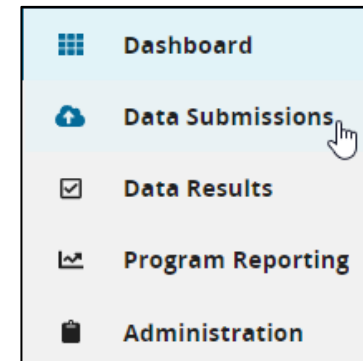 Dashboard
Data Submissions
Data Results
Program Reporting
Administration